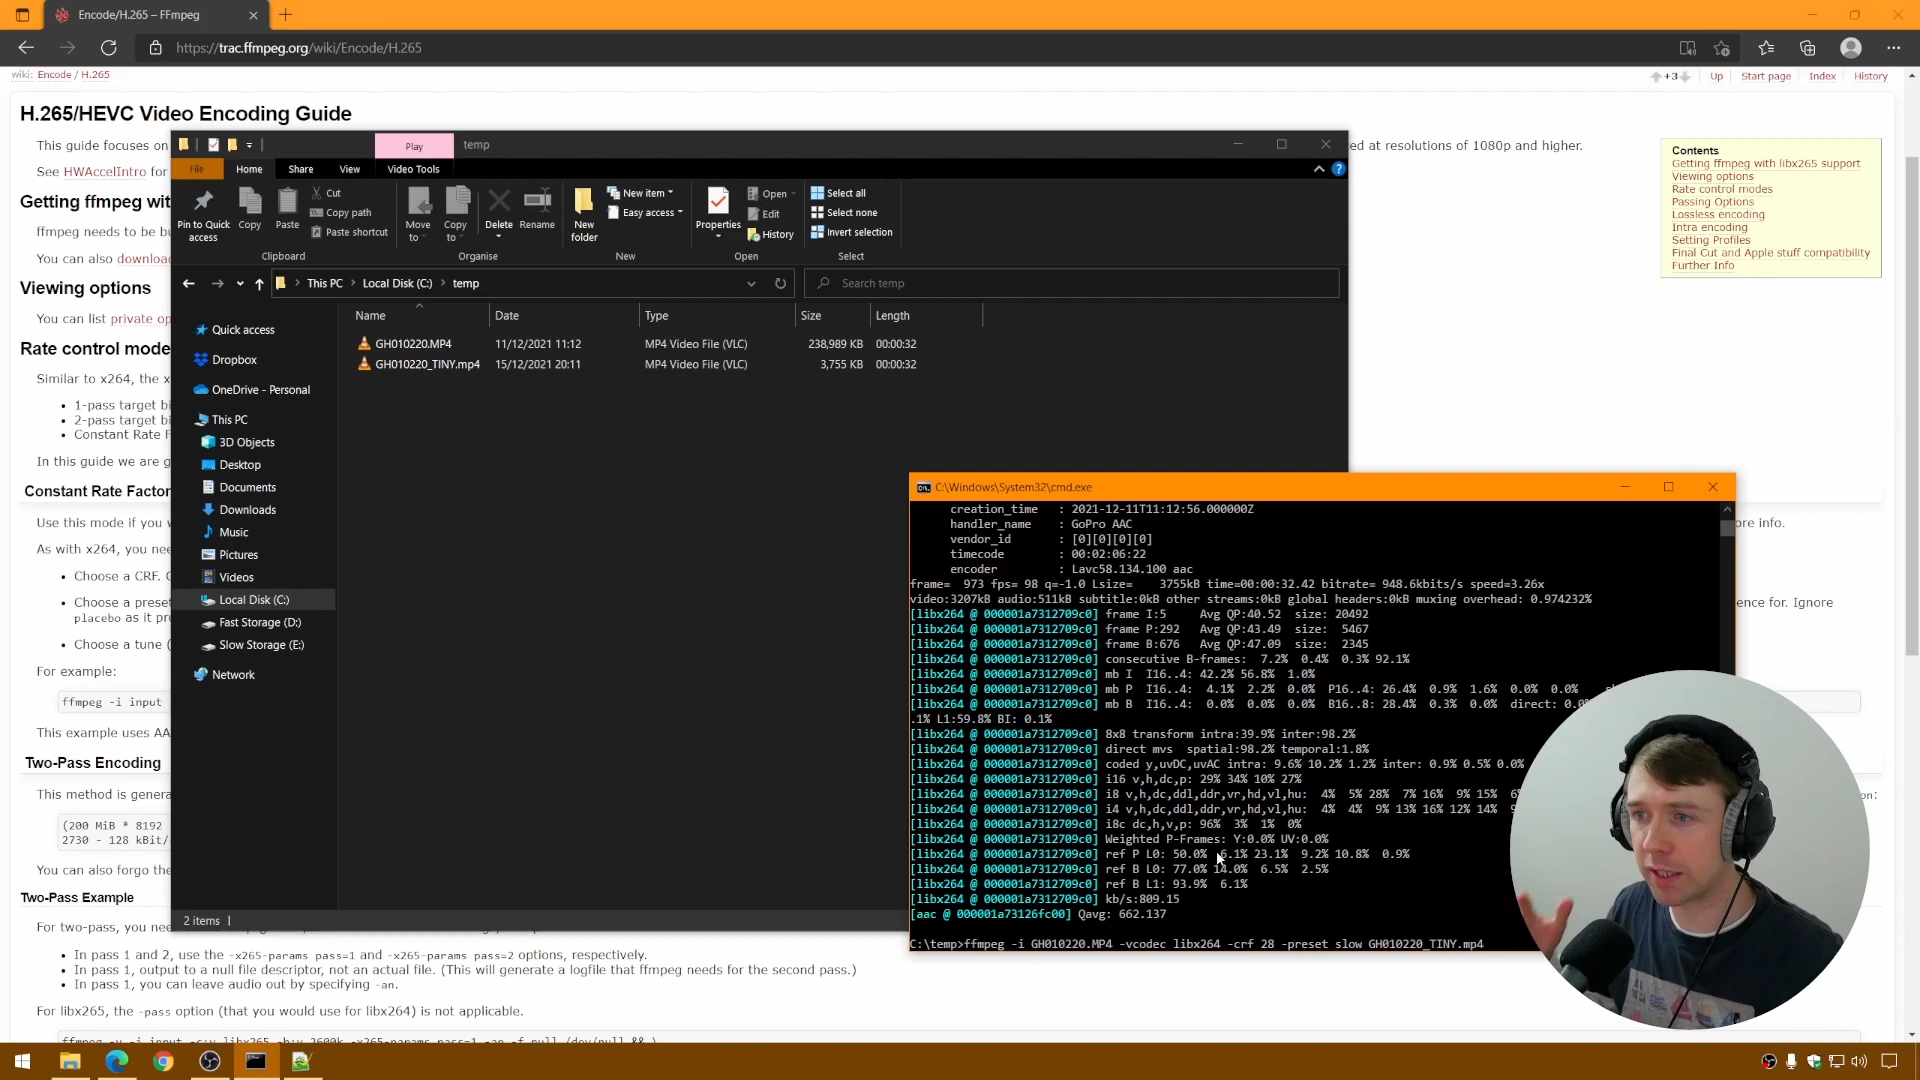 Encode/H.265 – FFmpeg
https://trac.ffmpeg.org/wiki/Encode/H.265
wiki: Encode / H.265
+3
Up
Start page
Index
History
H.265/HEVC Video Encoding Guide
This guide focuses on
ed at resolutions of 1080p and higher.
See HWAccelIntro for
Getting ffmpeg wit
ffmpeg needs to be bu
You can also downloa
Viewing options
You can list private op
Rate control mode
Similar to x264, the x
1-pass target bi
2-pass target bi
Constant Rate F
In this guide we are g
Constant Rate Factor
Use this mode if you v
ore info.
As with x264, you nee
Choose a CRF. C
Choose a preset
ence for. Ignore
placebo as it pro
Choose a tune (
For example:
ffmpeg -i input
This example uses AA
Two-Pass Encoding
This method is genera
ion:
(200 MiB * 8192
2730 - 128 kBit/s
You can also forgo the
Two-Pass Example
For two-pass, you nee
In pass 1 and 2, use the -x265-params pass=1 and -x265-params pass=2 options, respectively.
In pass 1, output to a null file descriptor, not an actual file. (This will generate a logfile that ffmpeg needs for the second pass.)
In pass 1, you can leave audio out by specifying -an.
For libx265, the -pass option (that you would use for libx264) is not applicable.
ffmpeg -y -i input -c:v libx265 -b:v 2600k -x265-params pass=1 -an -f null /dev/null && \
Contents
Getting ffmpeg with libx265 support
Viewing options
Rate control modes
Passing Options
Lossless encoding
Intra encoding
Setting Profiles
Final Cut and Apple stuff compatibility
Further Info
Play
temp
File
Home
Share
View
Video Tools
Pin to Quick access
Copy
Paste
Cut
Copy path
Paste shortcut
Clipboard
Move to
Copy to
Delete
Rename
Organise
New folder
New item
Easy access
New
Properties
Open
Edit
History
Open
Select all
Select none
Invert selection
Select
This PC
Local Disk (C:)
temp
Search temp
Name
Date
Type
Size
Length
GH010220.MP4 11/12/2021 11:12 MP4 Video File (VLC) 238,989 KB 00:00:32
GH010220_TINY.mp4 15/12/2021 20:11 MP4 Video File (VLC) 3,755 KB 00:00:32
Quick access
Dropbox
OneDrive - Personal
This PC
3D Objects
Desktop
Documents
Downloads
Music
Pictures
Videos
Local Disk (C:)
Fast Storage (D:)
Slow Storage (E:)
Network
2 items
C:\Windows\System32\cmd.exe
creation_time : 2021-12-11T11:12:56.000000Z
handler_name : GoPro AAC
vendor_id : [0][0][0][0]
timecode : 00:02:06:22
encoder : Lavc58.134.100 aac
frame= 973 fps= 98 q=-1.0 Lsize= 3755kB time=00:00:32.42 bitrate= 948.6kbits/s speed=3.26x
video:3207kB audio:511kB subtitle:0kB other streams:0kB global headers:0kB muxing overhead: 0.974232%
[libx264 @ 000001a7312709c0] frame I:5 Avg QP:40.52 size: 20492
[libx264 @ 000001a7312709c0] frame P:292 Avg QP:43.49 size: 5467
[libx264 @ 000001a7312709c0] frame B:676 Avg QP:47.09 size: 2345
[libx264 @ 000001a7312709c0] consecutive B-frames: 7.2% 0.4% 0.3% 92.1%
[libx264 @ 000001a7312709c0] mb I I16..4: 42.2% 56.8% 1.0%
[libx264 @ 000001a7312709c0] mb P I16..4: 4.1% 2.2% 0.0% P16..4: 26.4% 0.9% 1.6% 0.0% 0.0%
[libx264 @ 000001a7312709c0] mb B I16..4: 0.0% 0.0% 0.0% B16..8: 28.4% 0.3% 0.0% direct: 0.0
.1% L1:59.8% BI: 0.1%
[libx264 @ 000001a7312709c0] 8x8 transform intra:39.9% inter:98.2%
[libx264 @ 000001a7312709c0] direct mvs spatial:98.2% temporal:1.8%
[libx264 @ 000001a7312709c0] coded y,uvDC,uvAC intra: 9.6% 10.2% 1.2% inter: 0.9% 0.5% 0.0%
[libx264 @ 000001a7312709c0] i16 v,h,dc,p: 29% 34% 10% 27%
[libx264 @ 000001a7312709c0] i8 v,h,dc,ddl,ddr,vr,hd,vl,hu: 4% 5% 28% 7% 16% 9% 15% 6
[libx264 @ 000001a7312709c0] i4 v,h,dc,ddl,ddr,vr,hd,vl,hu: 4% 4% 9% 13% 16% 12% 14%
[libx264 @ 000001a7312709c0] i8c dc,h,v,p: 96% 3% 1% 0%
[libx264 @ 000001a7312709c0] Weighted P-Frames: Y:0.0% UV:0.0%
[libx264 @ 000001a7312709c0] ref P L0: 50.0% 6.1% 23.1% 9.2% 10.8% 0.9%
[libx264 @ 000001a7312709c0] ref B L0: 77.0% 14.0% 6.5% 2.5%
[libx264 @ 000001a7312709c0] ref B L1: 93.9% 6.1%
[libx264 @ 000001a7312709c0] kb/s:809.15
[aac @ 000001a73126fc00] Qavg: 662.137
C:\temp>ffmpeg -i GH010220.MP4 -vcodec libx264 -crf 28 -preset slow GH010220_TINY.mp4